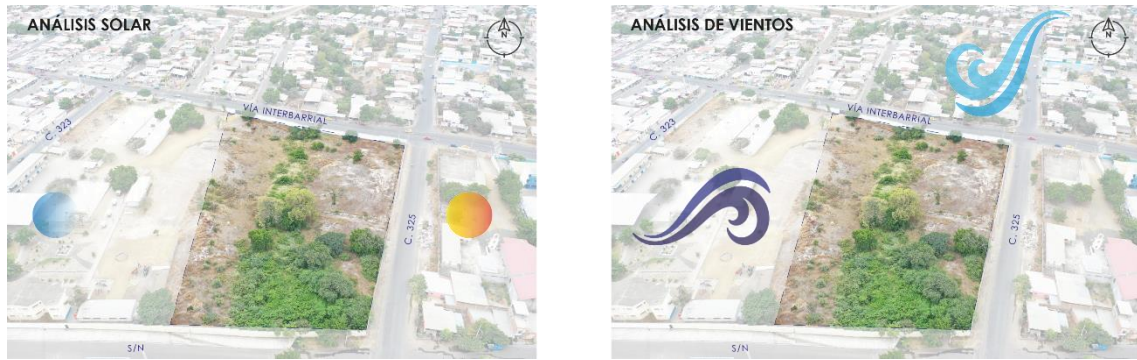 ANÁLISIS SOLAR
N
VÍA INTERBARRIAL
C. 323
C. 325
S/N
ANÁLISIS DE VIENTOS
N
VÍA INTERBARRIAL
C. 323
C. 325
S/N